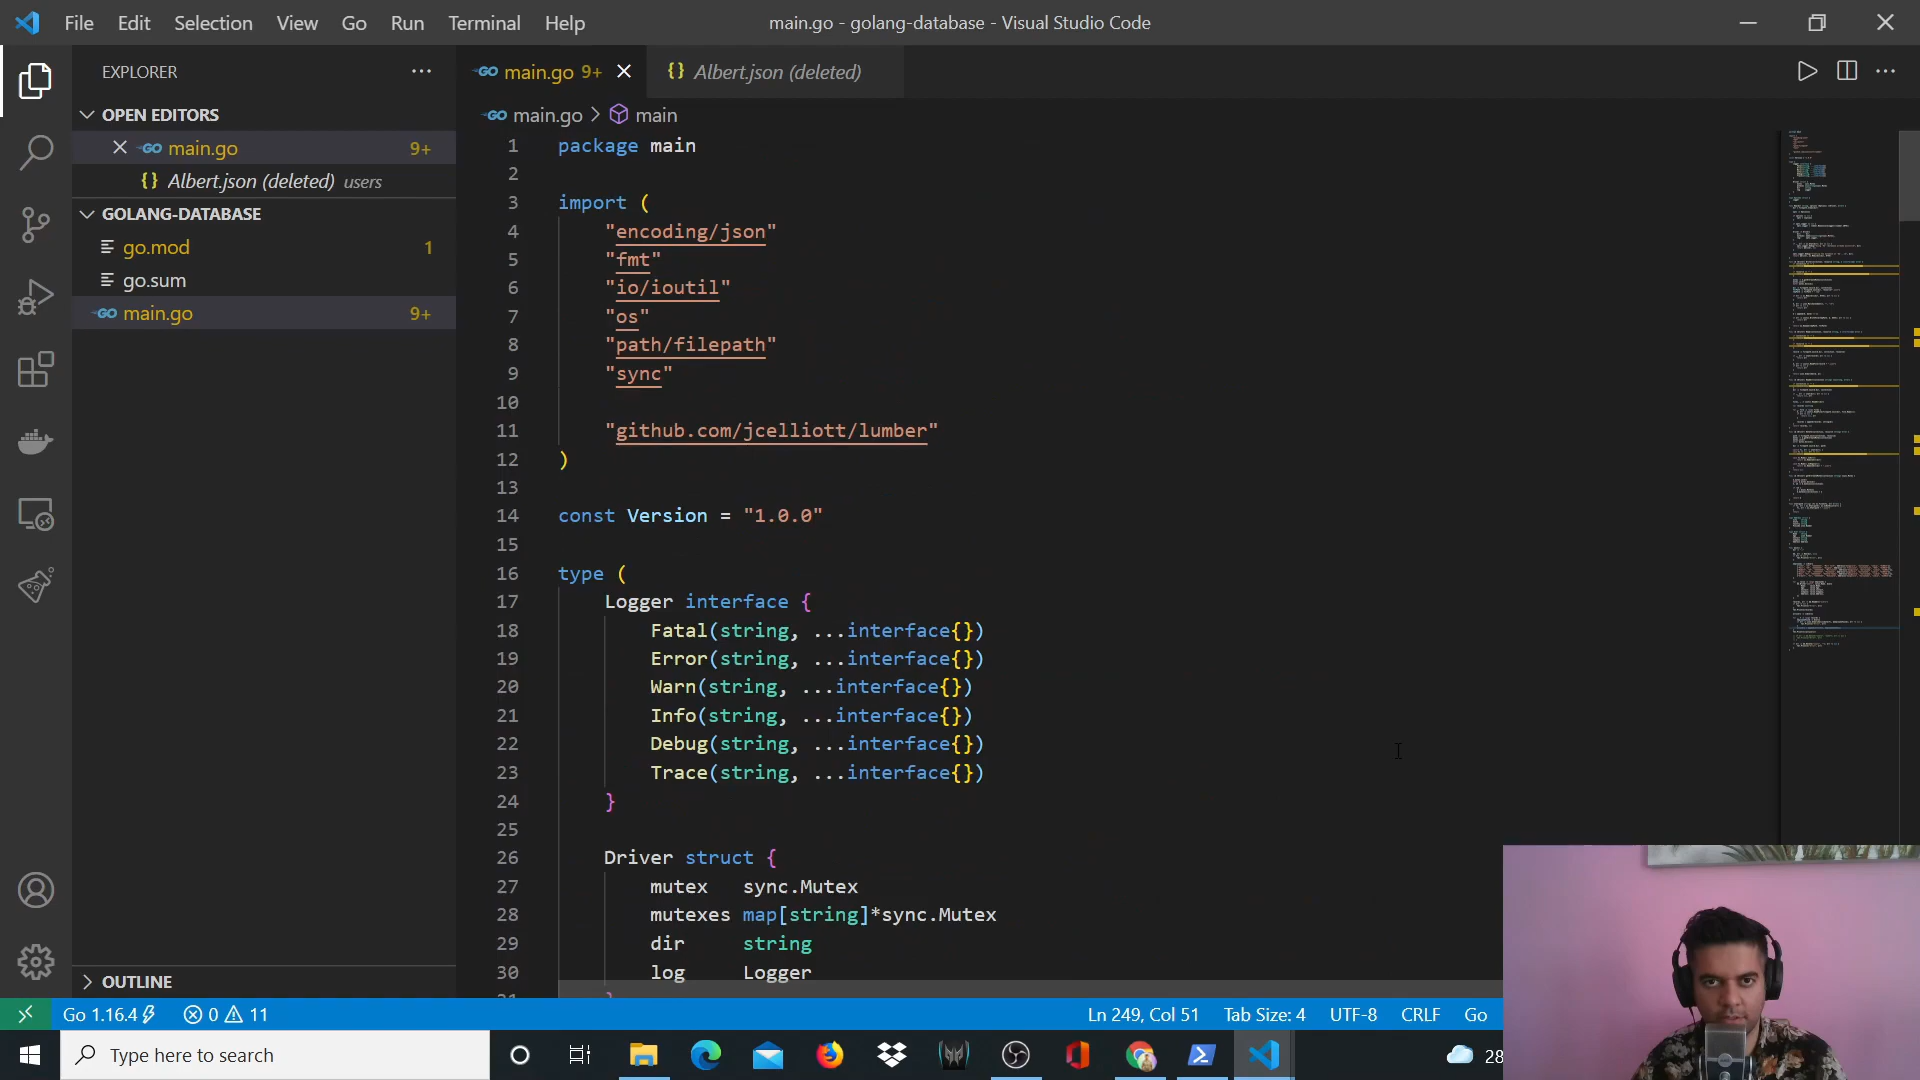 File Edit Selection View Go Run Terminal Help
main.go - golang-database - Visual Studio Code
EXPLORER
OPEN EDITORS
main.go 9+
Albert.json (deleted) users
GOLANG-DATABASE
go.mod 1
go.sum
main.go 9+
OUTLINE
main.go 9+
{} Albert.json (deleted)
main.go > main
1 package main
2
3 import (
4 "encoding/json"
5 "fmt"
6 "io/ioutil"
7 "os"
8 "path/filepath"
9 "sync"
10
11 "github.com/jcelliott/lumber"
12 )
13
14 const Version = "1.0.0"
15
16 type (
17 Logger interface {
18 Fatal(string, ...interface{})
19 Error(string, ...interface{})
20 Warn(string, ...interface{})
21 Info(string, ...interface{})
22 Debug(string, ...interface{})
23 Trace(string, ...interface{})
24 }
25
26 Driver struct {
27 mutex sync.Mutex
28 mutexes map[string]*sync.Mutex
29 dir string
30 log Logger
Go 1.16.4 0 11 Ln 249, Col 51 Tab Size: 4 UTF-8 CRLF Go
Type here to search
28